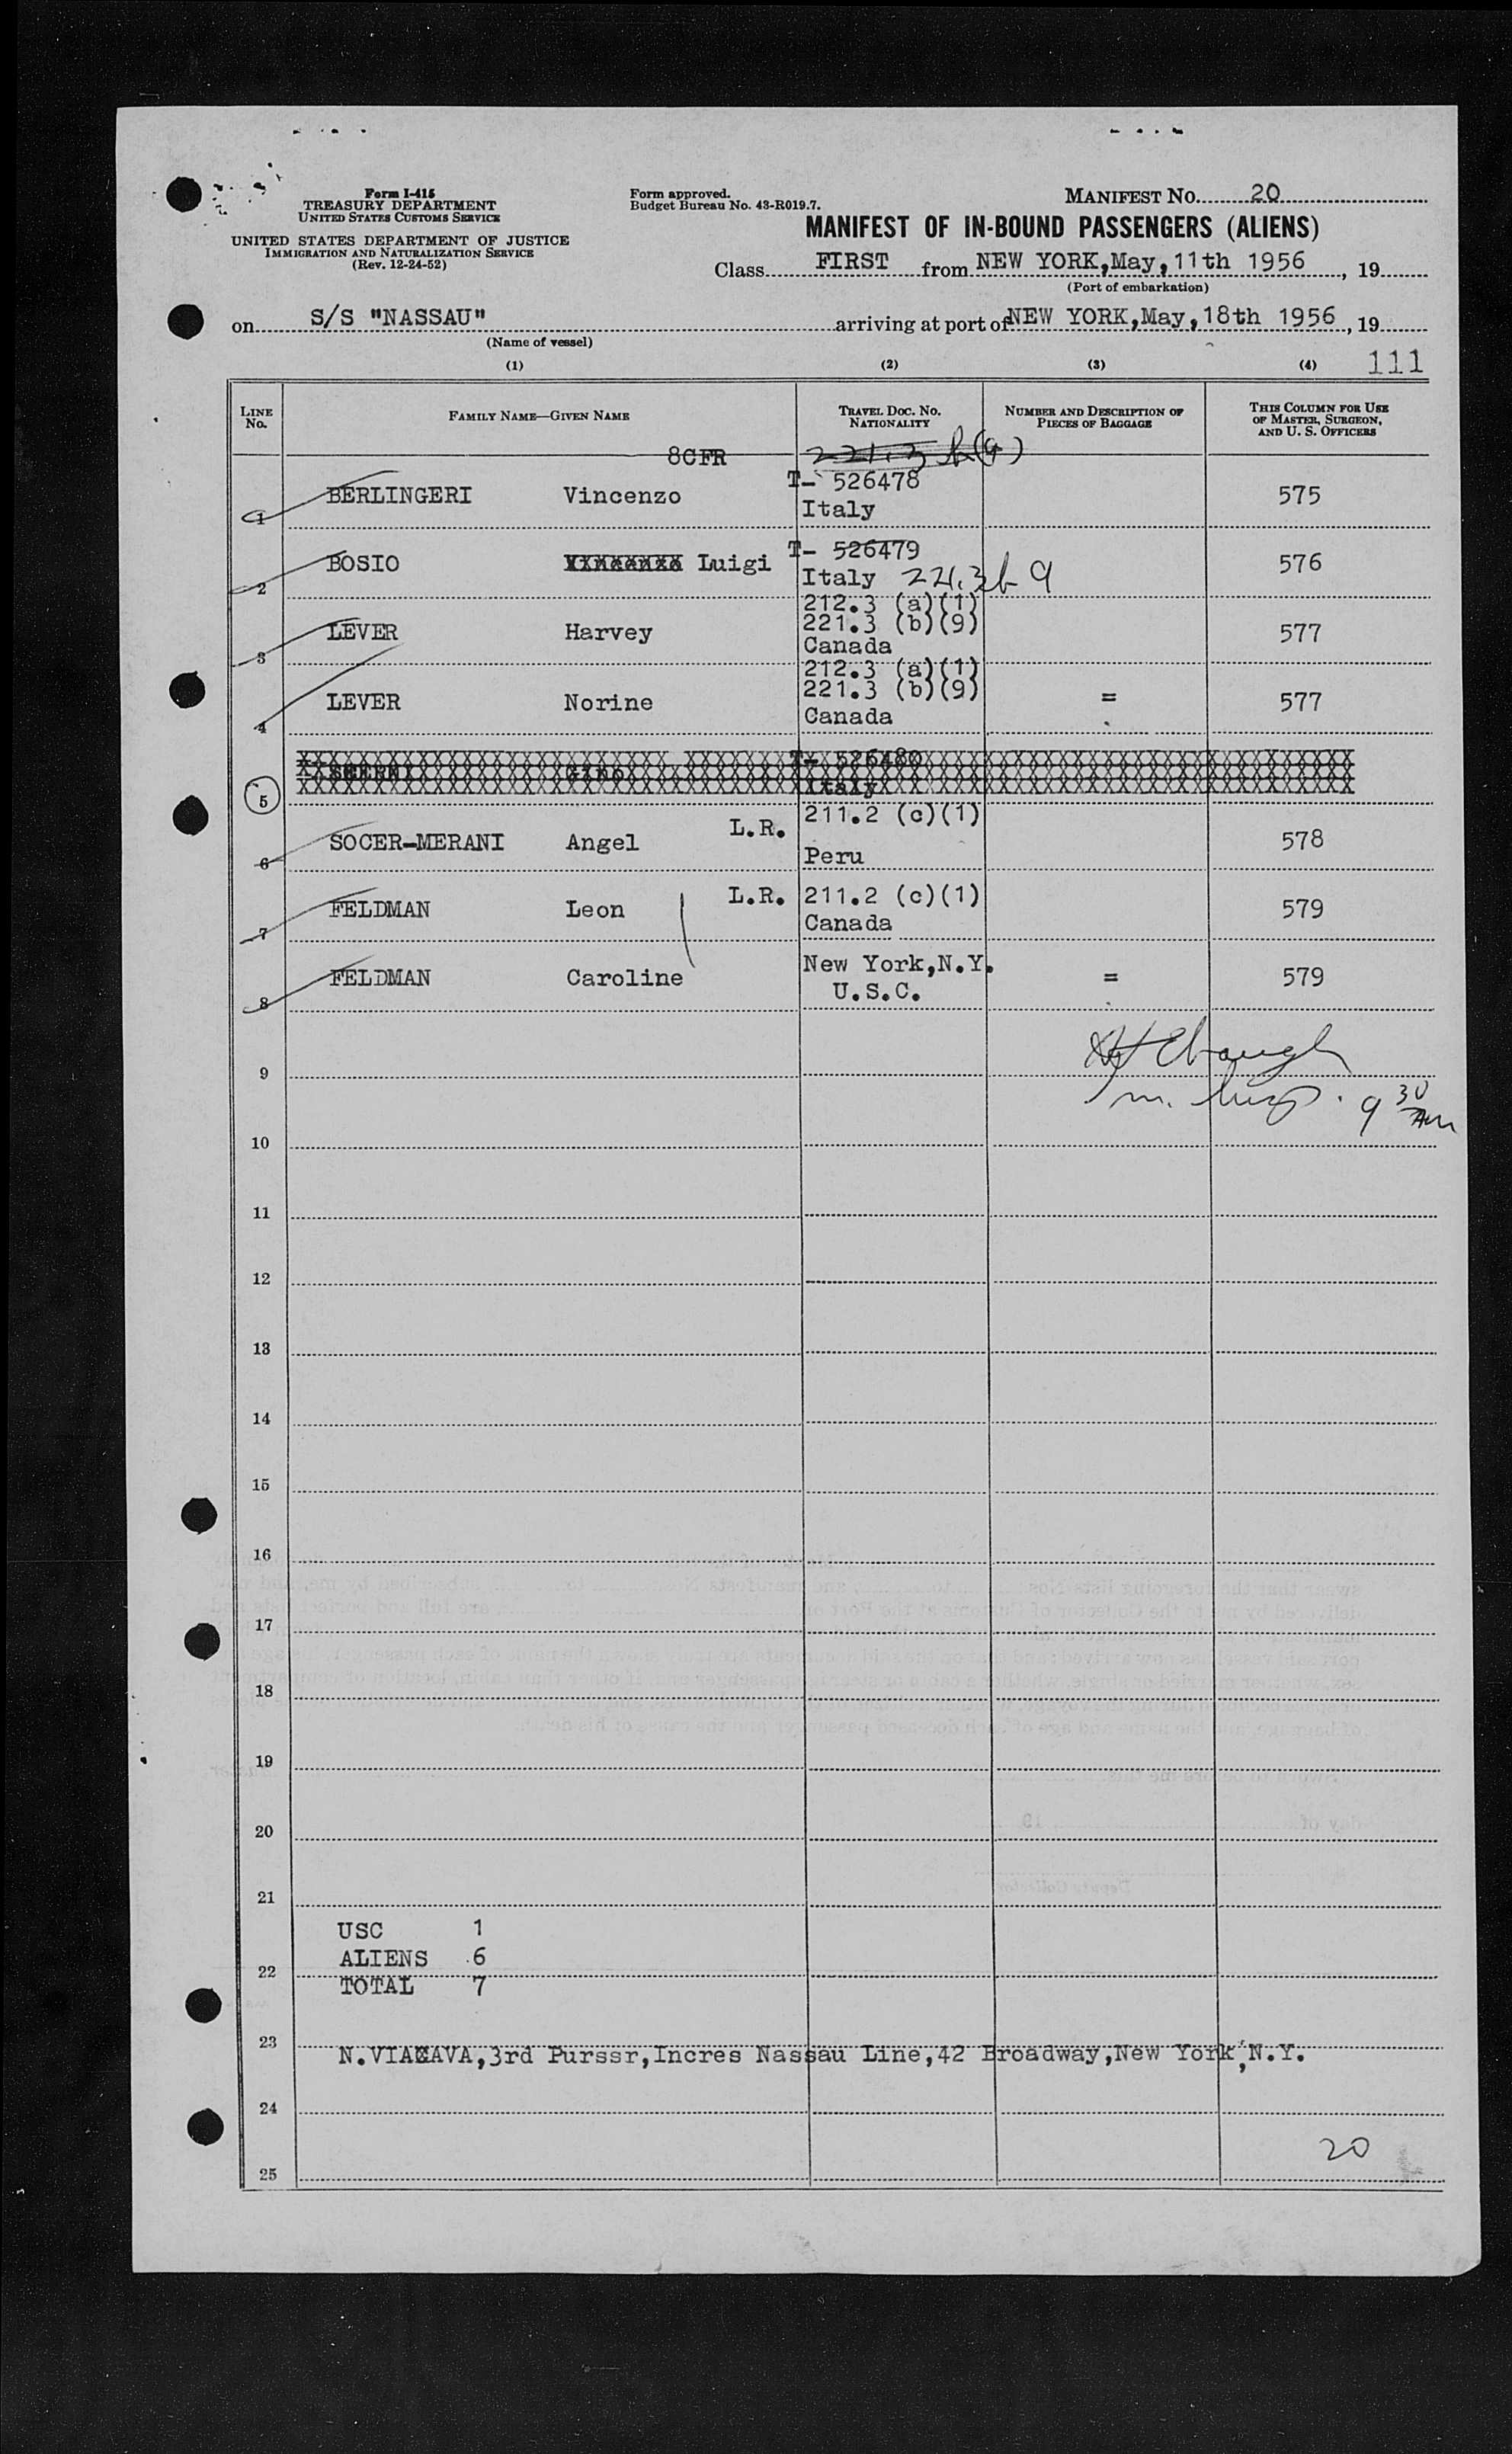 Form I-415
TREASURY DEPARTMENT
UNITED STATES CUSTOMS SERVICE
UNITED STATES DEPARTMENT OF JUSTICE
IMMIGRATION AND NATURALIZATION SERVICE
(Rev. 12-24-52)
Form approved.
Budget Bureau No. 43-R019.7.
MANIFEST No. 20
MANIFEST OF IN-BOUND PASSENGERS (ALIENS)
Class FIRST from NEW YORK,May,11th 1956, 19
(Port of embarkation)
on S/S "NASSAU" arriving at port of NEW YORK,May,18th 1956, 19
(Name of vessel)
(1) (2) (3) (4) 111
LINE No. FAMILY NAME—GIVEN NAME TRAVEL DOC. No. NATIONALITY NUMBER AND DESCRIPTION OF PIECES OF BAGGAGE THIS COLUMN FOR USE OF MASTER, SURGEON, AND U. S. OFFICERS
8CFR 221.3 b(9)
1 BERLINGERI Vincenzo T- 526478 Italy 575
2 BOSIO Luigi T- 526479 Italy 221.3 b 9 576
3 LEVER Harvey 212.3 (a)(1) 221.3 (b)(9) Canada 577
4 LEVER Norine 212.3 (a)(1) 221.3 (b)(9) Canada = 577
5 Gino T- 526480 Italy
6 SOCER-MERANI Angel L.R. 211.2 (c)(1) Peru 578
7 FELDMAN Leon L.R. 211.2 (c)(1) Canada 579
8 FELDMAN Caroline New York,N.Y. U.S.C. = 579
9
9 30 AM
10
11
12
13
14
15
16
17
18
19
20
21
USC 1
ALIENS 6
22
TOTAL 7
23
N.VIACAVA,3rd Purssr,Incres Nassau Line,42 Broadway,New York,N.Y.
24
20
25